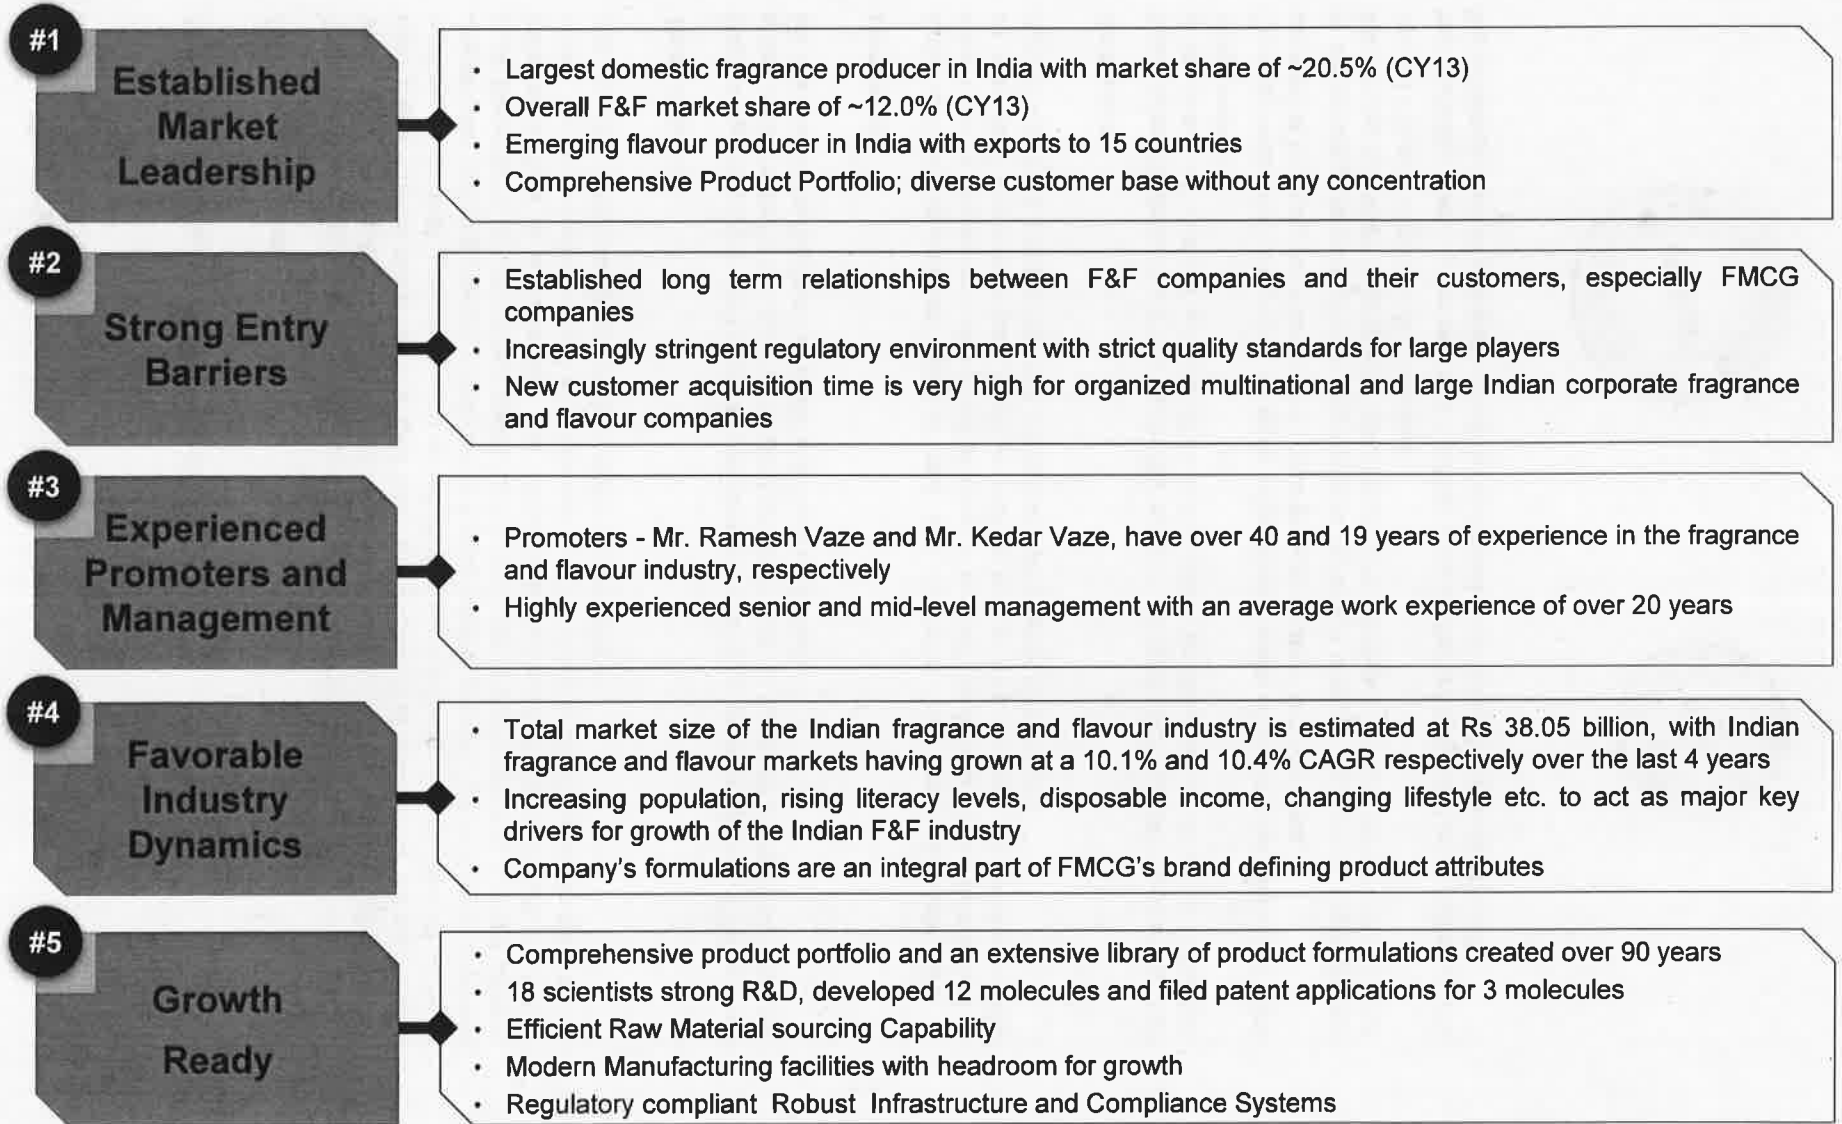 #1
Established
Market
Leadership
• Largest domestic fragrance producer in India with market share of ~20.5% (CY13)
• Overall F&F market share of ~12.0% (CY13)
• Emerging flavour producer in India with exports to 15 countries
• Comprehensive Product Portfolio; diverse customer base without any concentration
#2
Strong Entry
Barriers
• Established long term relationships between F&F companies and their customers, especially FMCG
companies
• Increasingly stringent regulatory environment with strict quality standards for large players
• New customer acquisition time is very high for organized multinational and large Indian corporate fragrance
and flavour companies
#3
Experienced
Promoters and
Management
• Promoters - Mr. Ramesh Vaze and Mr. Kedar Vaze, have over 40 and 19 years of experience in the fragrance
and flavour industry, respectively
• Highly experienced senior and mid-level management with an average work experience of over 20 years
#4
Favorable
Industry
Dynamics
• Total market size of the Indian fragrance and flavour industry is estimated at Rs 38.05 billion, with Indian
fragrance and flavour markets having grown at a 10.1% and 10.4% CAGR respectively over the last 4 years
• Increasing population, rising literacy levels, disposable income, changing lifestyle etc. to act as major key
drivers for growth of the Indian F&F industry
• Company's formulations are an integral part of FMCG's brand defining product attributes
#5
Growth
Ready
• Comprehensive product portfolio and an extensive library of product formulations created over 90 years
• 18 scientists strong R&D, developed 12 molecules and filed patent applications for 3 molecules
• Efficient Raw Material sourcing Capability
• Modern Manufacturing facilities with headroom for growth
• Regulatory compliant Robust Infrastructure and Compliance Systems